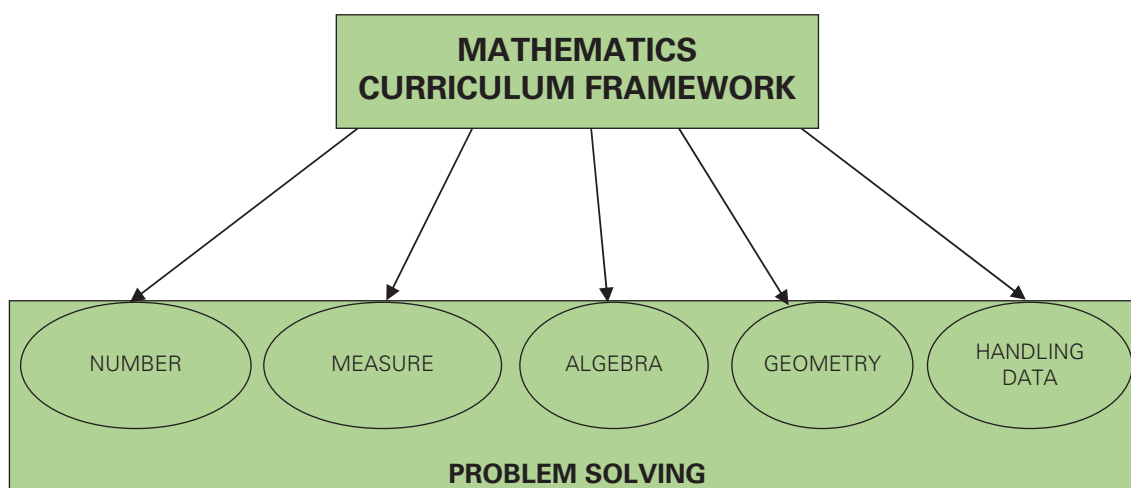 MATHEMATICS
CURRICULUM FRAMEWORK
NUMBER
MEASURE
ALGEBRA
GEOMETRY
HANDLING
DATA
PROBLEM SOLVING